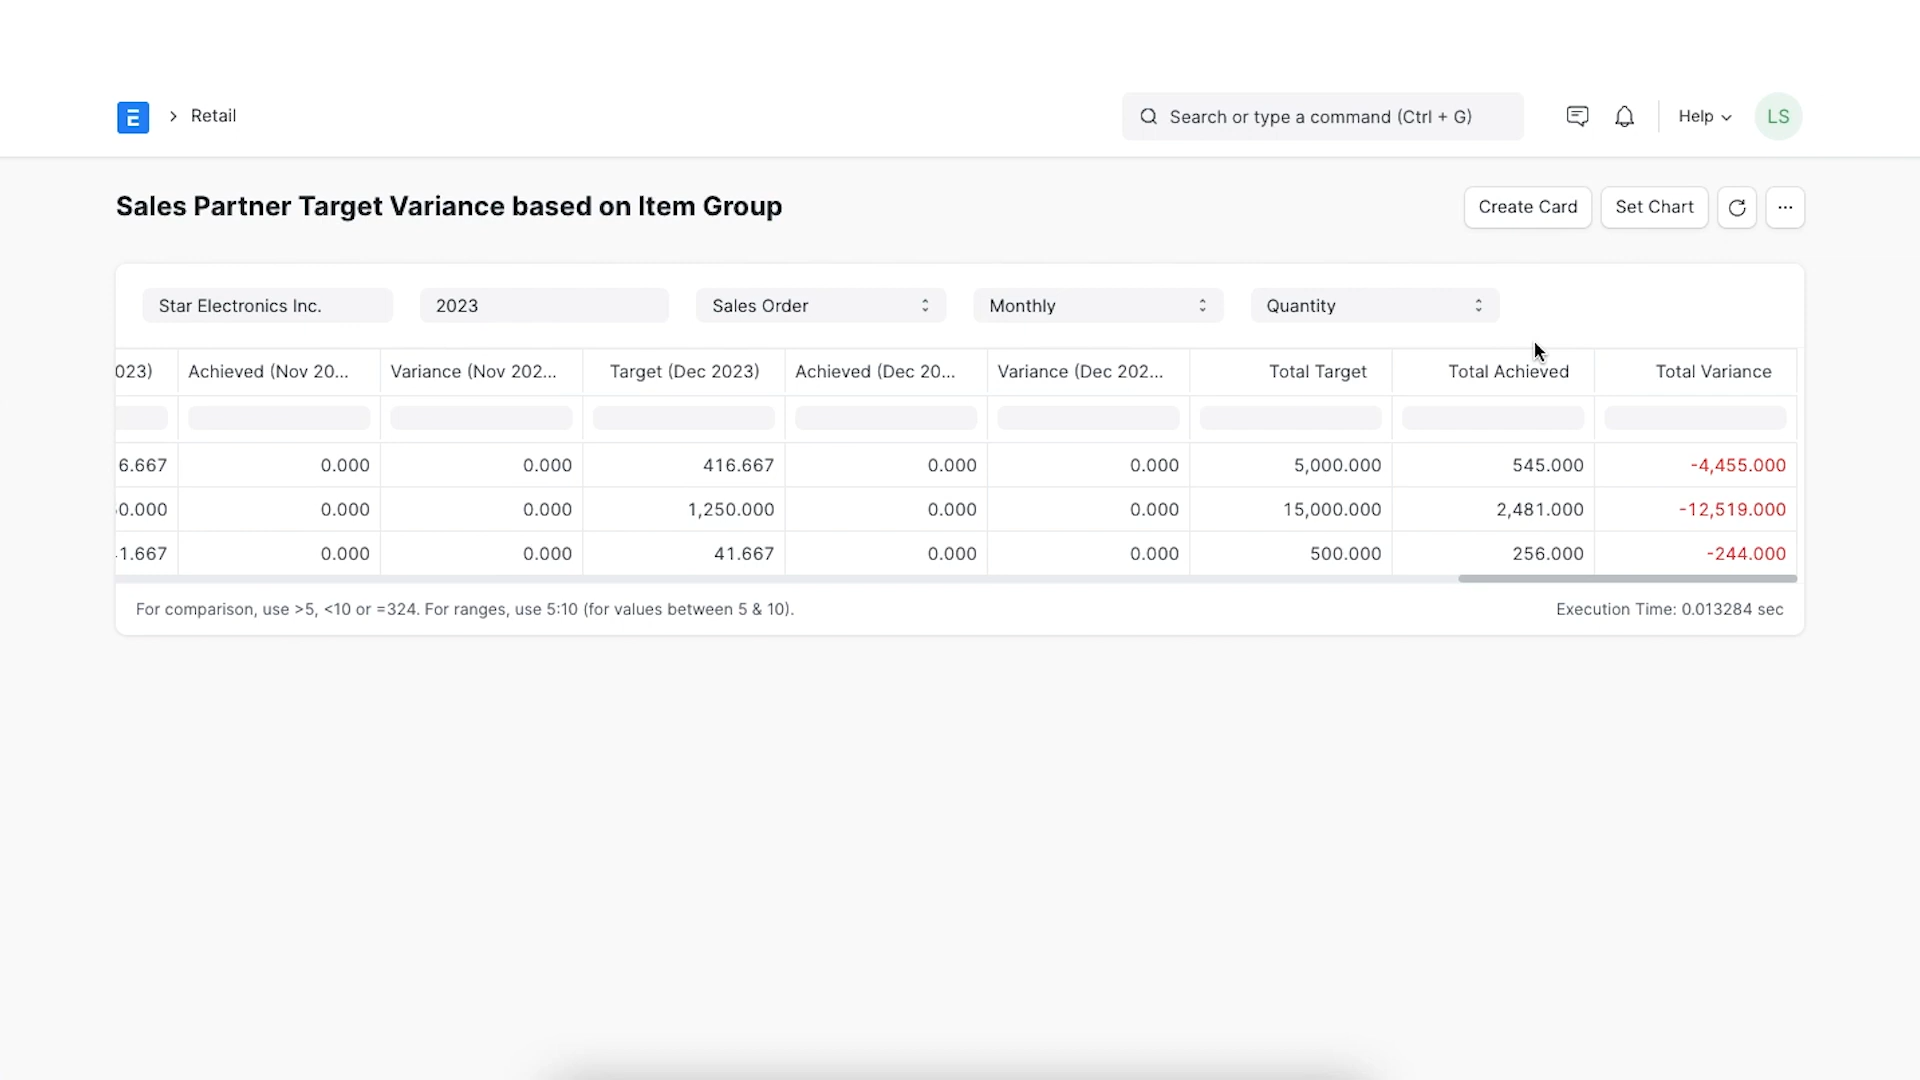 E > Retail
Search or type a command (Ctrl + G)
Help
LS
Sales Partner Target Variance based on Item Group
Create Card
Set Chart
...
Star Electronics Inc.
2023
Sales Order
Monthly
Quantity
023) Achieved (Nov 20... Variance (Nov 202... Target (Dec 2023) Achieved (Dec 20... Variance (Dec 202... Total Target Total Achieved Total Variance
6.667 0.000 0.000 416.667 0.000 0.000 5,000.000 545.000 -4,455.000
0.000 0.000 0.000 1,250.000 0.000 0.000 15,000.000 2,481.000 -12,519.000
1.667 0.000 0.000 41.667 0.000 0.000 500.000 256.000 -244.000
For comparison, use >5, <10 or =324. For ranges, use 5:10 (for values between 5 & 10).
Execution Time: 0.013284 sec